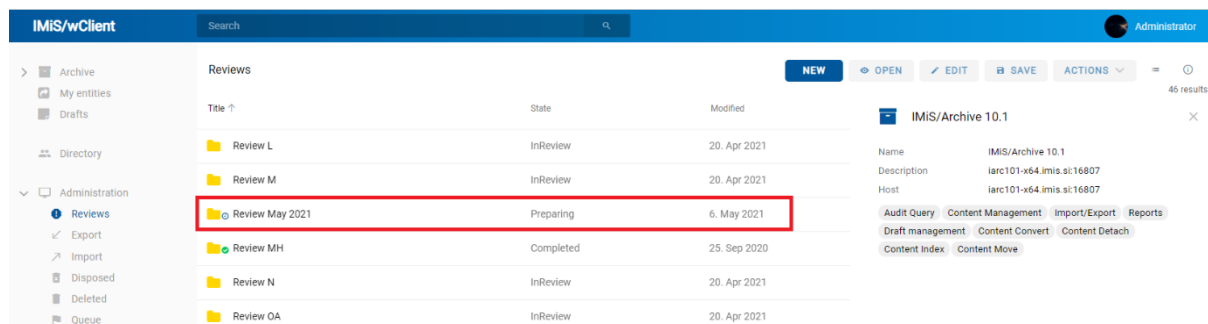 IMiS/wClient
Search
Administrator
Archive
My entities
Drafts
Directory
Administration
Reviews
Export
Import
Disposed
Deleted
Queue
Reviews
NEW
OPEN
EDIT
SAVE
ACTIONS
46 results
Title ↑ State Modified
Review L InReview 20. Apr 2021
Review M InReview 20. Apr 2021
Review May 2021 Preparing 6. May 2021
Review MH Completed 25. Sep 2020
Review N InReview 20. Apr 2021
Review OA InReview 20. Apr 2021
IMiS/Archive 10.1
Name IMiS/Archive 10.1
Description iarc101-x64.imis.si:16807
Host iarc101-x64.imis.si:16807
Audit Query Content Management Import/Export Reports
Draft management Content Convert Content Detach
Content Index Content Move